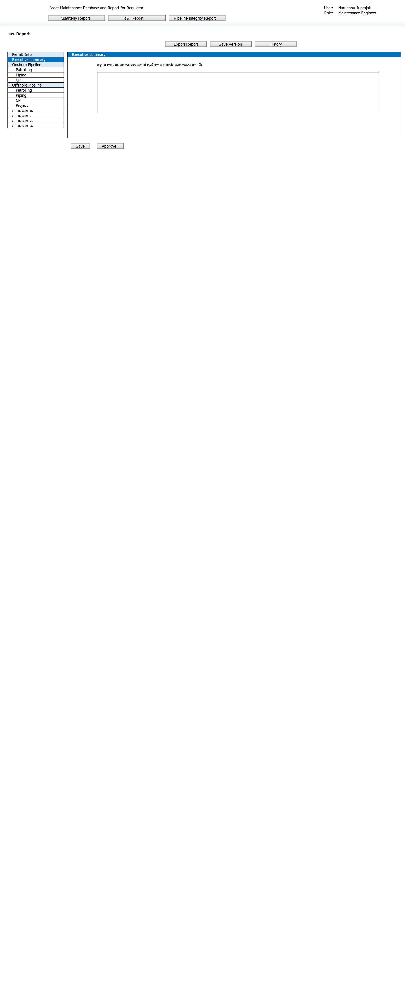 Asset Maintenance Database and Report for Regulator
User: Naruephu Juprajak
Role: Maintenance Engineer
Quarterly Report
ธพ. Report
Pipeline Integrity Report
ธพ. Report
Export Report
Save Version
History
Permit Info
Executive summary
Onshore Pipeline
Patrolling
Piping
CP
Offshore Pipeline
Patrolling
Piping
CP
Project
ภาคผนวก ข.
ภาคผนวก ง.
ภาคผนวก จ.
ภาคผนวก ฉ.
Executive summary
สรุปภาพรวมผลการตรวจสอบบำรุงรักษาระบบท่อส่งก๊าซธรรมชาติ:
Save
Approve